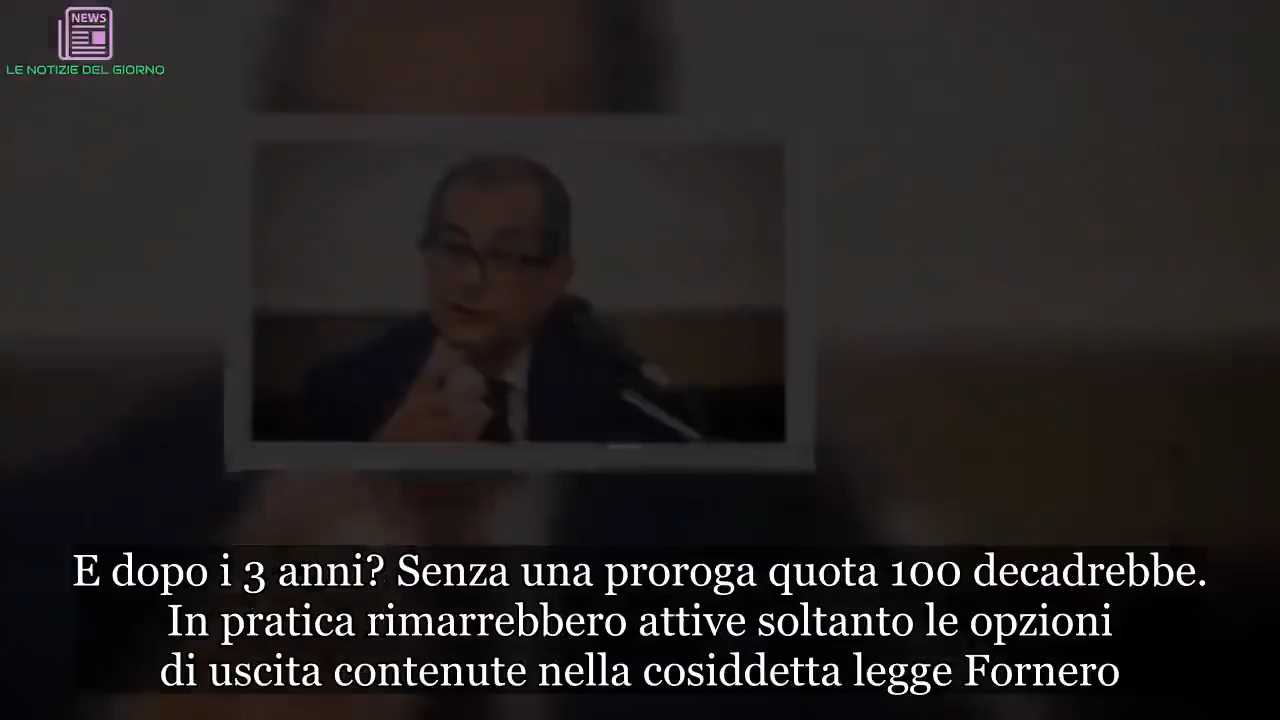 NEWS
LE NOTIZIE DEL GIORNO
E dopo i 3 anni? Senza una proroga quota 100 decadrebbe.
In pratica rimarrebbero attive soltanto le opzioni
di uscita contenute nella cosiddetta legge Fornero